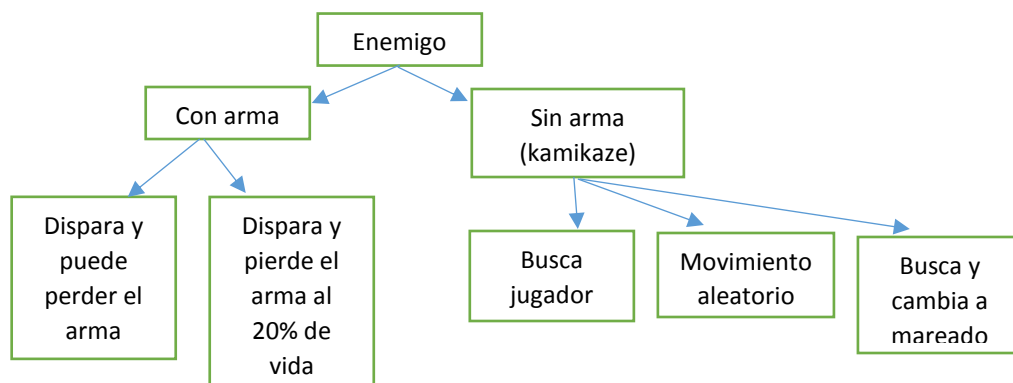 Enemigo
Con arma
Sin arma
(kamikaze)
Dispara y
puede
perder el
arma
Dispara y
pierde el
arma al
20% de
vida
Busca
jugador
Movimiento
aleatorio
Busca y
cambia a
mareado